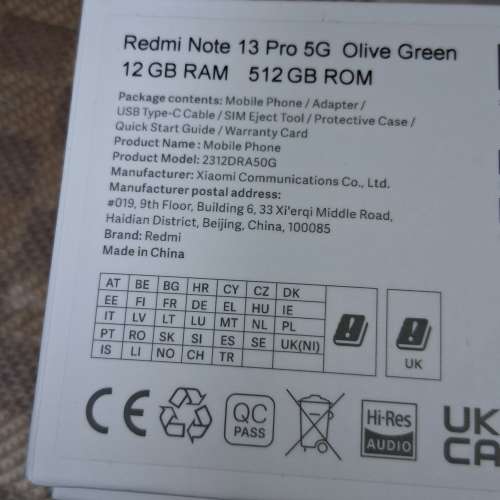 Redmi Note 13 Pro 5G Olive Green
12 GB RAM 512 GB ROM
Package contents: Mobile Phone / Adapter /
USB Type-C Cable / SIM Eject Tool / Protective Case /
Quick Start Guide / Warranty Card
Product Name : Mobile Phone
Product Model : 2312DRA50G
Manufacturer: Xiaomi Communications Co., Ltd.
Manufacturer postal address:
#019, 9th Floor, Building 6, 33 Xi'erqi Middle Road,
Haidian District, Beijing, China, 100085
Brand: Redmi
Made in China
AT BE BG HR CY CZ DK
EE FI FR DE EL HU IE
IT LV LT LU MT NL PL
PT RO SK SI ES SE UK(NI)
IS LI NO CH TR
UK
CE
QC
PASS
Hi-Res
AUDIO
UK
CA